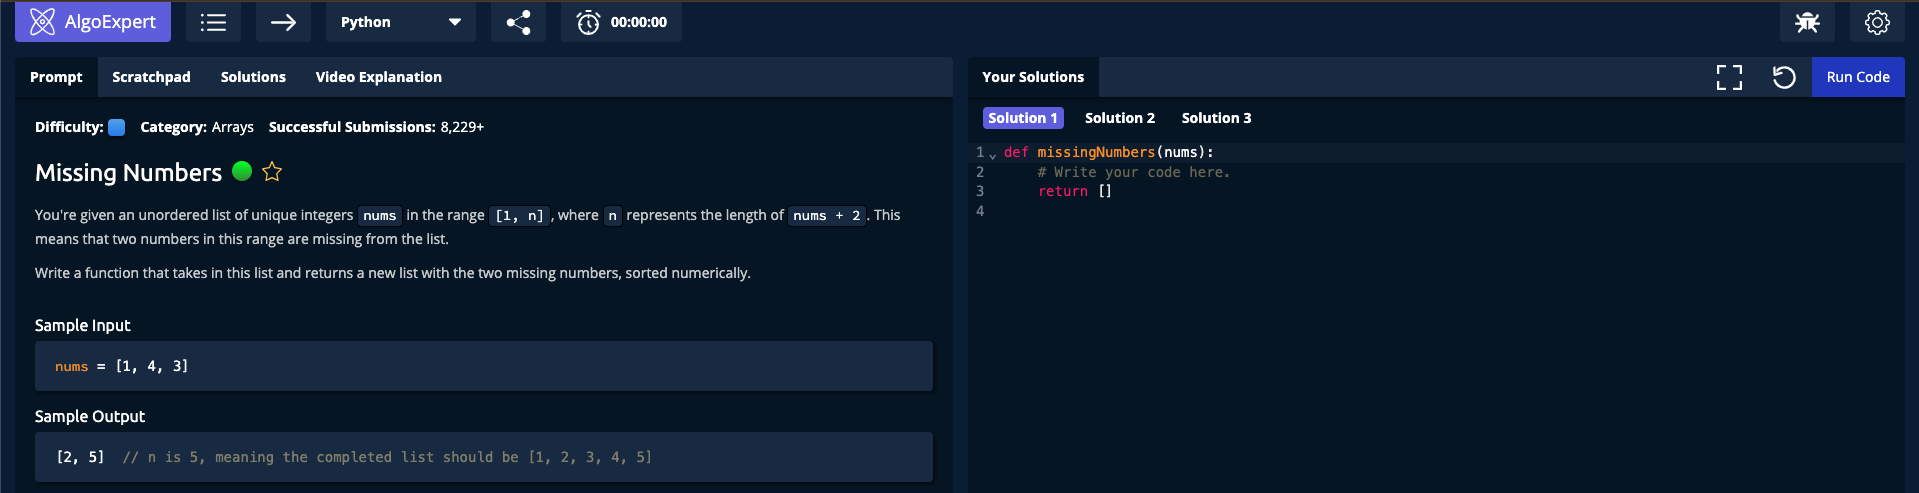 AlgoExpert
Python
00:00:00
Prompt Scratchpad Solutions Video Explanation
Difficulty: Category: Arrays Successful Submissions: 8,229+
Missing Numbers
You're given an unordered list of unique integers nums in the range [1, n], where n represents the length of nums + 2. This
means that two numbers in this range are missing from the list.
Write a function that takes in this list and returns a new list with the two missing numbers, sorted numerically.
Sample Input
nums = [1, 4, 3]
Sample Output
[2, 5] // n is 5, meaning the completed list should be [1, 2, 3, 4, 5]
Your Solutions
Run Code
Solution 1 Solution 2 Solution 3
1 def missingNumbers(nums):
2 # Write your code here.
3 return []
4